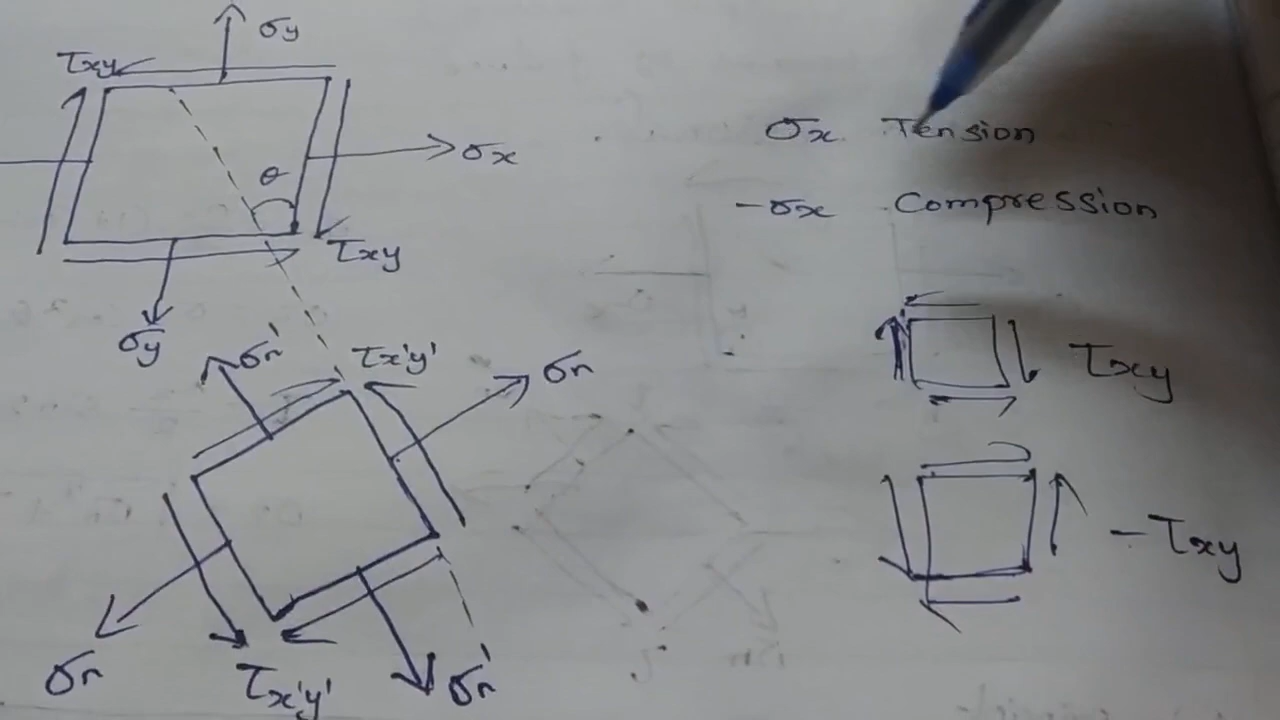 σy
τxy
θ
σx
τxy
σy
σn'
τx'y'
σn
σn
τx'y'
σn'
σx Tension
-σx Compression
τxy
-τxy